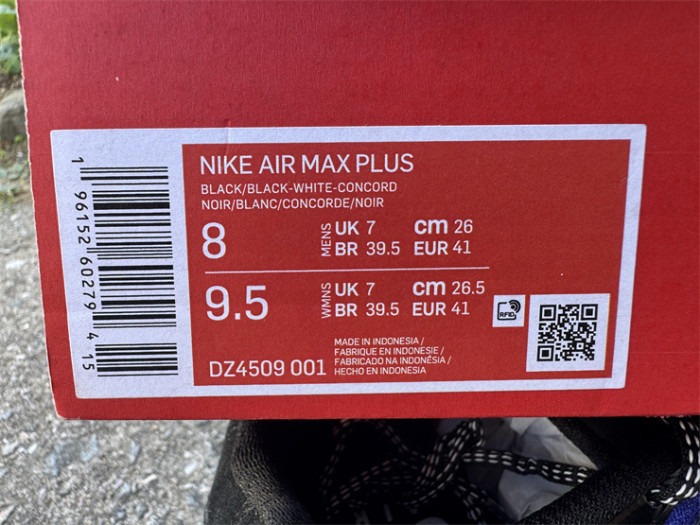 1 96152 60279 4 15
NIKE AIR MAX PLUS
BLACK/BLACK-WHITE-CONCORD
NOIR/BLANC/CONCORDE/NOIR
8 MENS UK 7 cm 26
BR 39.5 EUR 41
9.5 WMNS UK 7 cm 26.5
BR 39.5 EUR 41
RFID
DZ4509 001
MADE IN INDONESIA /
FABRIQUE EN INDONESIE /
FABRICADO NA INDONÉSIA /
HECHO EN INDONESIA